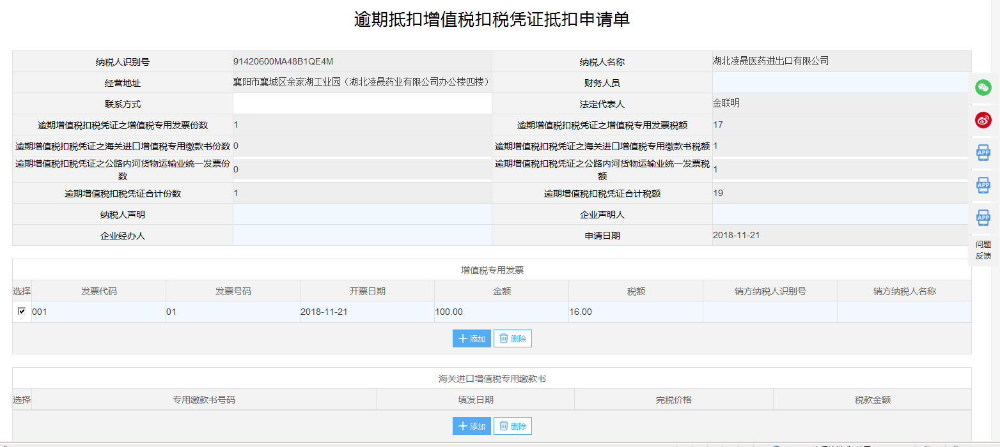 逾期抵扣增值税扣税凭证抵扣申请单
纳税人识别号 91420600MA48B1QE4M 纳税人名称 湖北凌晟医药进出口有限公司
经营地址 襄阳市襄城区余家湖工业园（湖北凌晟药业有限公司办公楼四楼） 财务人员
联系方式 法定代表人 金联明
逾期增值税扣税凭证之增值税专用发票份数 1 逾期增值税扣税凭证之增值税专用发票税额 17
逾期增值税扣税凭证之海关进口增值税专用缴款书份数 0 逾期增值税扣税凭证之海关进口增值税专用缴款书税额 1
逾期增值税扣税凭证之公路内河货物运输业统一发票份
数 0
逾期增值税扣税凭证之公路内河货物运输业统一发票税
额 1
逾期增值税扣税凭证合计份数 1 逾期增值税扣税凭证合计税额 19
纳税人声明 企业声明人
企业经办人 申请日期 2018-11-21
APP
APP
APP
问题
反馈
增值税专用发票
选择 发票代码 发票号码 开票日期 金额 税额 销方纳税人识别号 销方纳税人名称
001 01 2018-11-21 100.00 16.00
添加 删除
海关进口增值税专用缴款书
选择 专用缴款书号码 填发日期 完税价格 税款金额
添加 删除